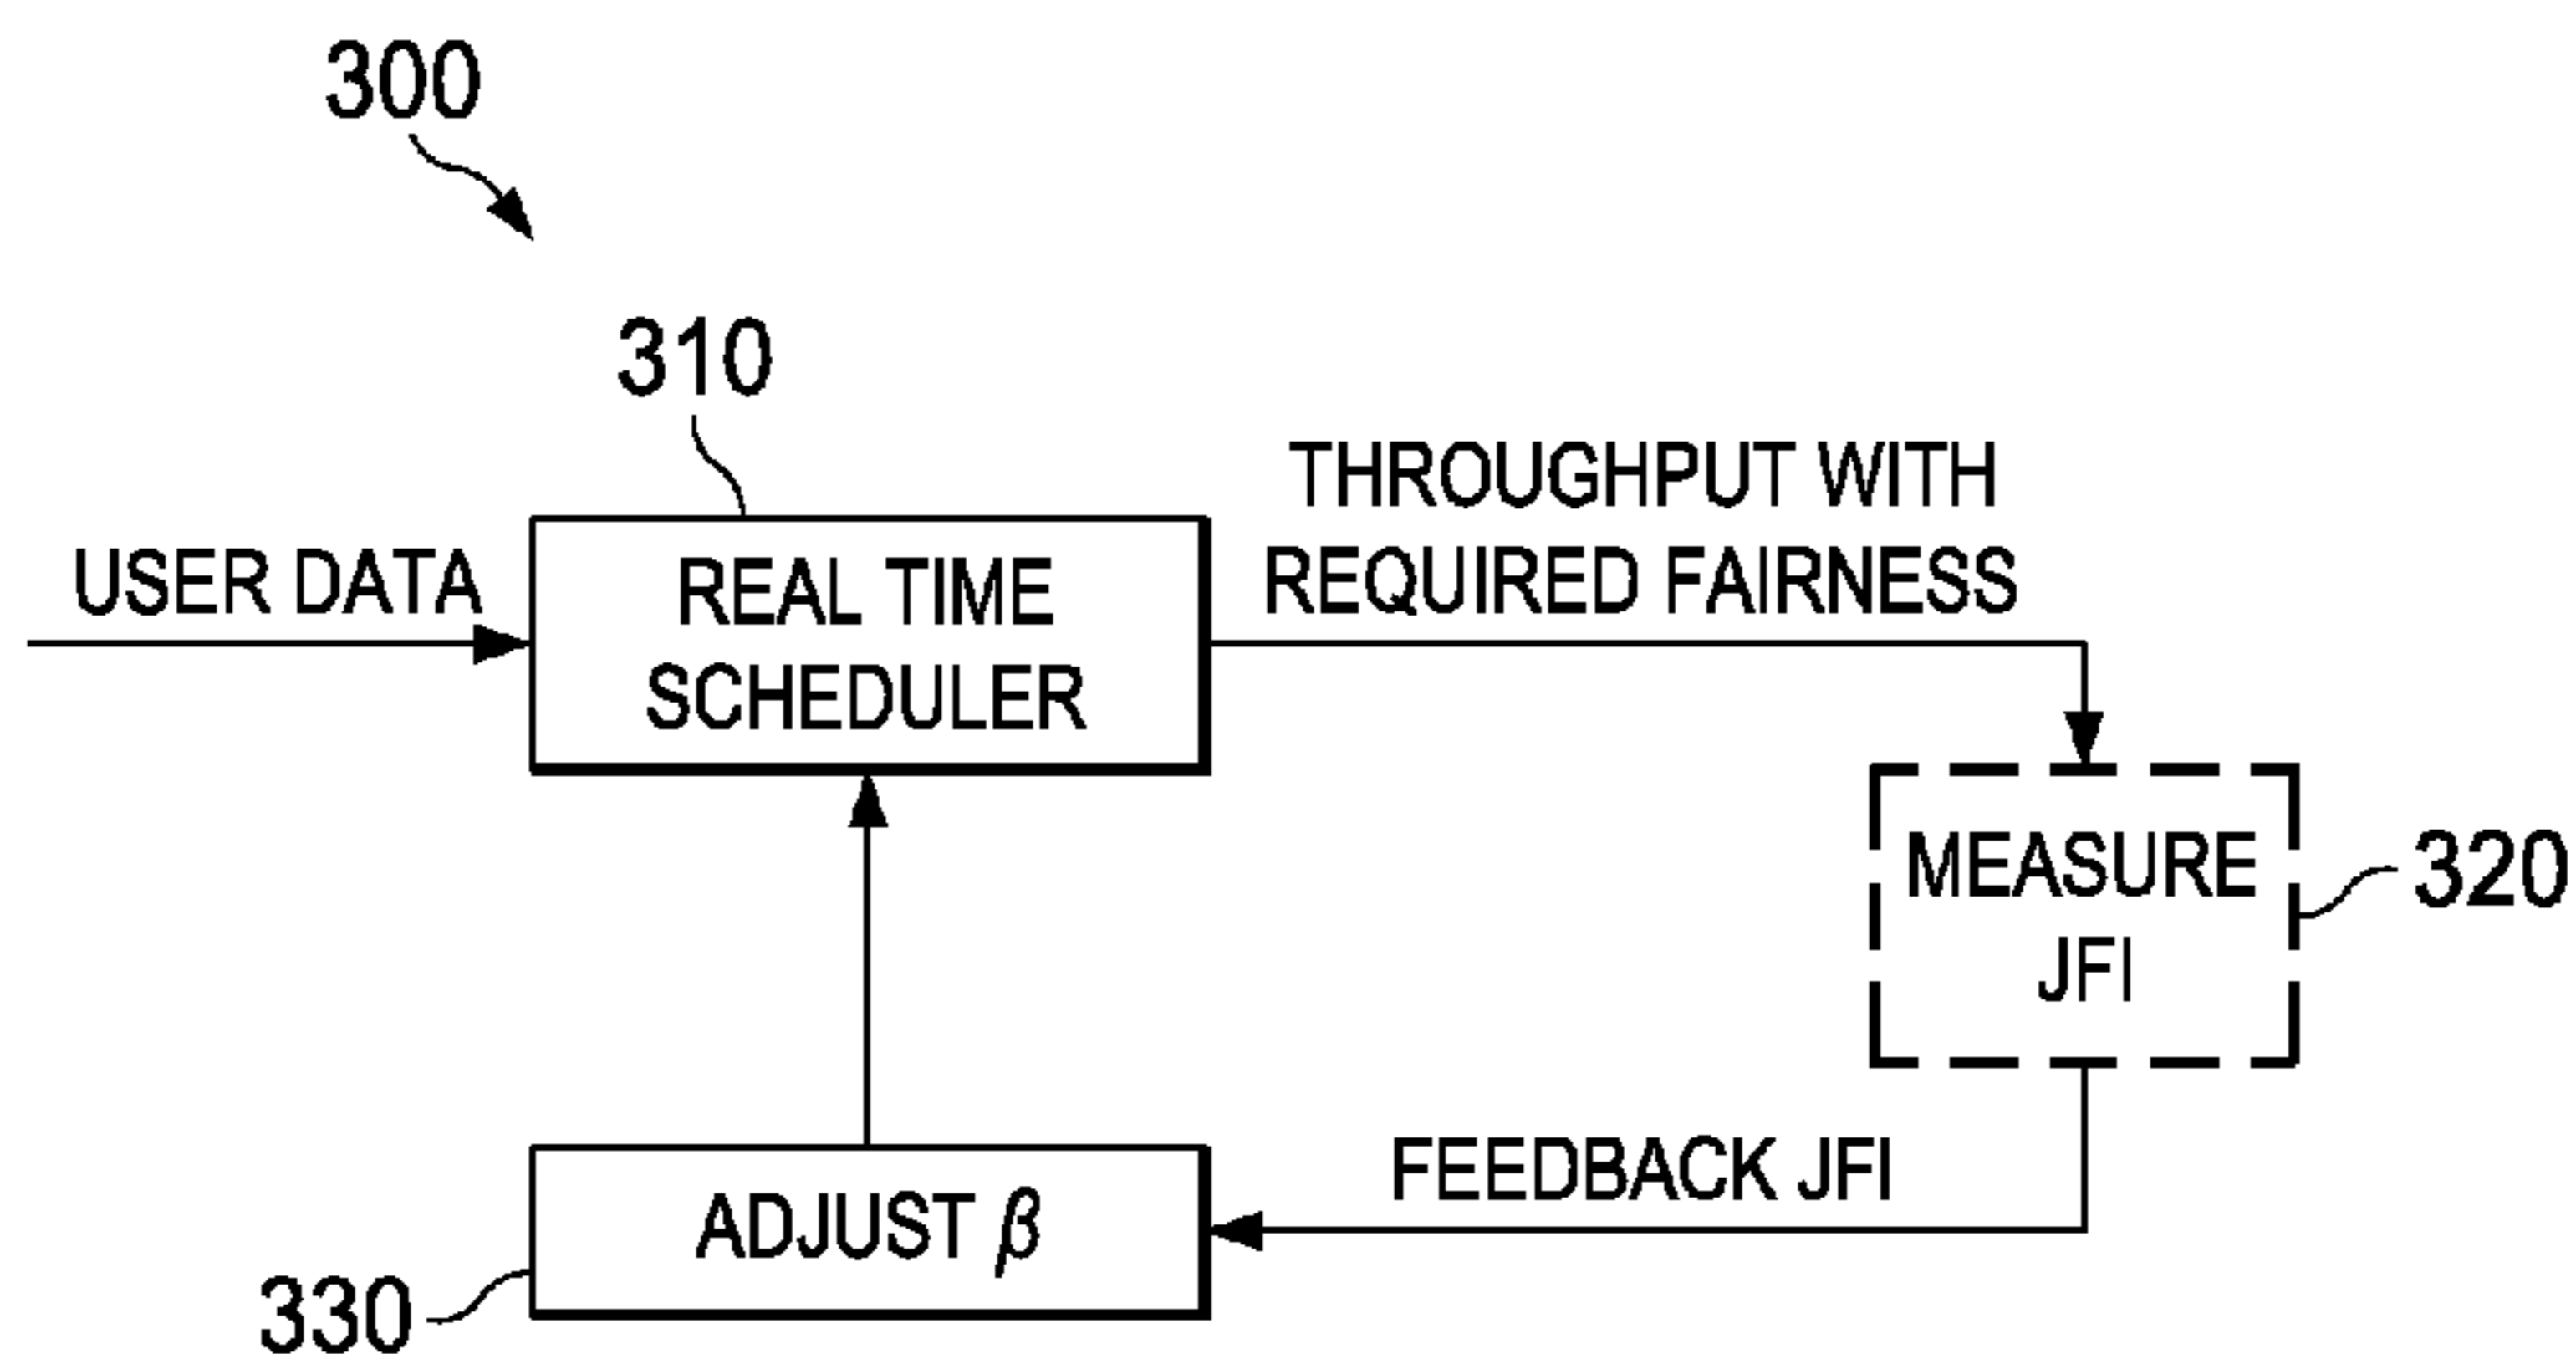 300
310
THROUGHPUT WITH
REQUIRED FAIRNESS
USER DATA
REAL TIME
SCHEDULER
MEASURE
JFI
320
FEEDBACK JFI
ADJUST β
330